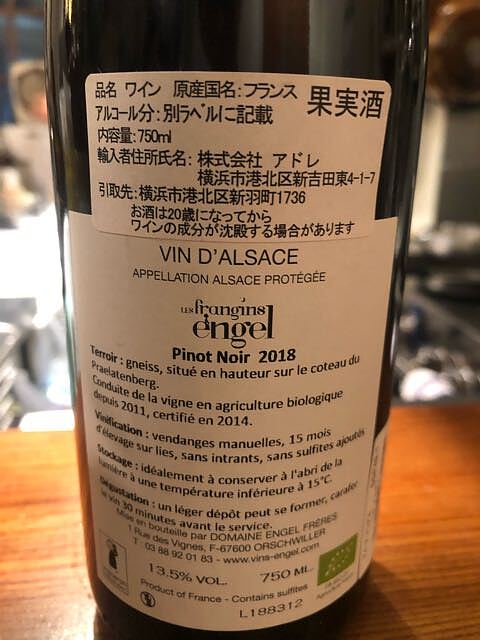 品名 ワイン 原産国名:フランス 果実酒
アルコール分:別ラベルに記載
内容量:750ml
輸入者住所氏名: 株式会社 アドレ
横浜市港北区新吉田東4-1-7
引取先:横浜市港北区新羽町1736
お酒は20歳になってから
ワインの成分が沈殿する場合があります
VIN D'ALSACE
APPELLATION ALSACE PROTÉGÉE
LES frangins
engel
Pinot Noir 2018
Terroir : gneiss, situé en hauteur sur le coteau du
Praelatenberg.
Conduite de la vigne en agriculture biologique
depuis 2011, certifié en 2014.
Vinification : vendanges manuelles, 15 mois
d'élevage sur lies, sans intrants, sans sulfites ajoutés
Stockage : idéalement à conserver à l'abri de la
lumière à une température inférieure à 15°C.
Dégustation : un léger dépôt peut se former, carafer
le vin 30 minutes avant le service.
Mise en bouteille par DOMAINE ENGEL FRÈRES
1 Rue des Vignes, F-67600 ORSCHWILLER
T . 03 88 92 01 83 - www.vins-engel.com
13.5% VOL. 750 ML
Product of France - Contains sulfites
L188312